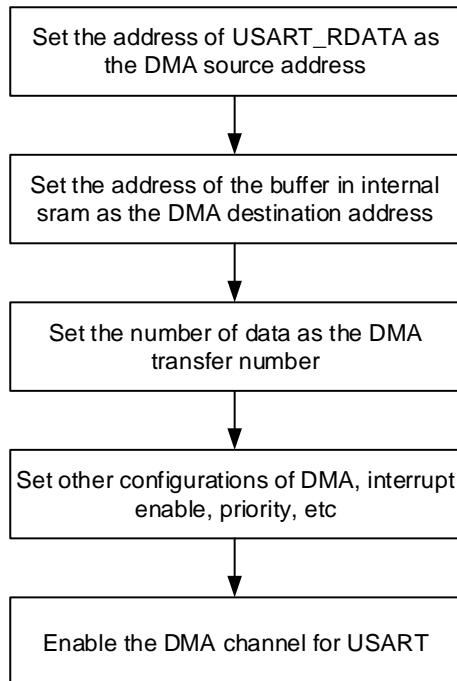 Set the address of USART_RDATA as
the DMA source address
Set the address of the buffer in internal
sram as the DMA destination address
Set the number of data as the DMA
transfer number
Set other configurations of DMA, interrupt
enable, priority, etc
Enable the DMA channel for USART